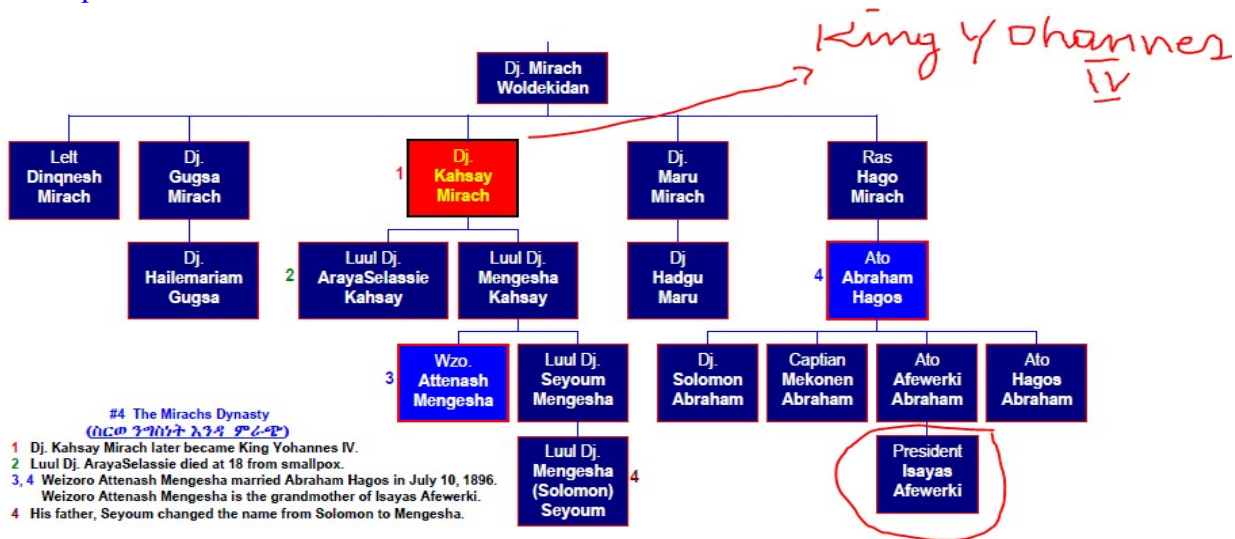 King Yohannes
IV
Dj. Mirach
Woldekidan
Lelt
Dinqnesh
Mirach
Dj.
Gugsa
Mirach
1
Dj.
Kahsay
Mirach
Dj.
Maru
Mirach
Ras
Hago
Mirach
Dj.
Hailemariam
Gugsa
2
Luul Dj.
ArayaSelassie
Kahsay
Luul Dj.
Mengesha
Kahsay
Dj
Hadgu
Maru
4
Ato
Abraham
Hagos
3
Wzo.
Attenash
Mengesha
Luul Dj.
Seyoum
Mengesha
Dj.
Solomon
Abraham
Captian
Mekonen
Abraham
Ato
Afewerki
Abraham
Ato
Hagos
Abraham
Luul Dj.
Mengesha
(Solomon)
Seyoum
4
President
Isayas
Afewerki
#4 The Mirachs Dynasty
(ስርወ ንግስነት እንዳ ምራጭ)
1 Dj. Kahsay Mirach later became King Yohannes IV.
2 Luul Dj. ArayaSelassie died at 18 from smallpox.
3, 4 Weizoro Attenash Mengesha married Abraham Hagos in July 10, 1896.
Weizoro Attenash Mengesha is the grandmother of Isayas Afewerki.
4 His father, Seyoum changed the name from Solomon to Mengesha.